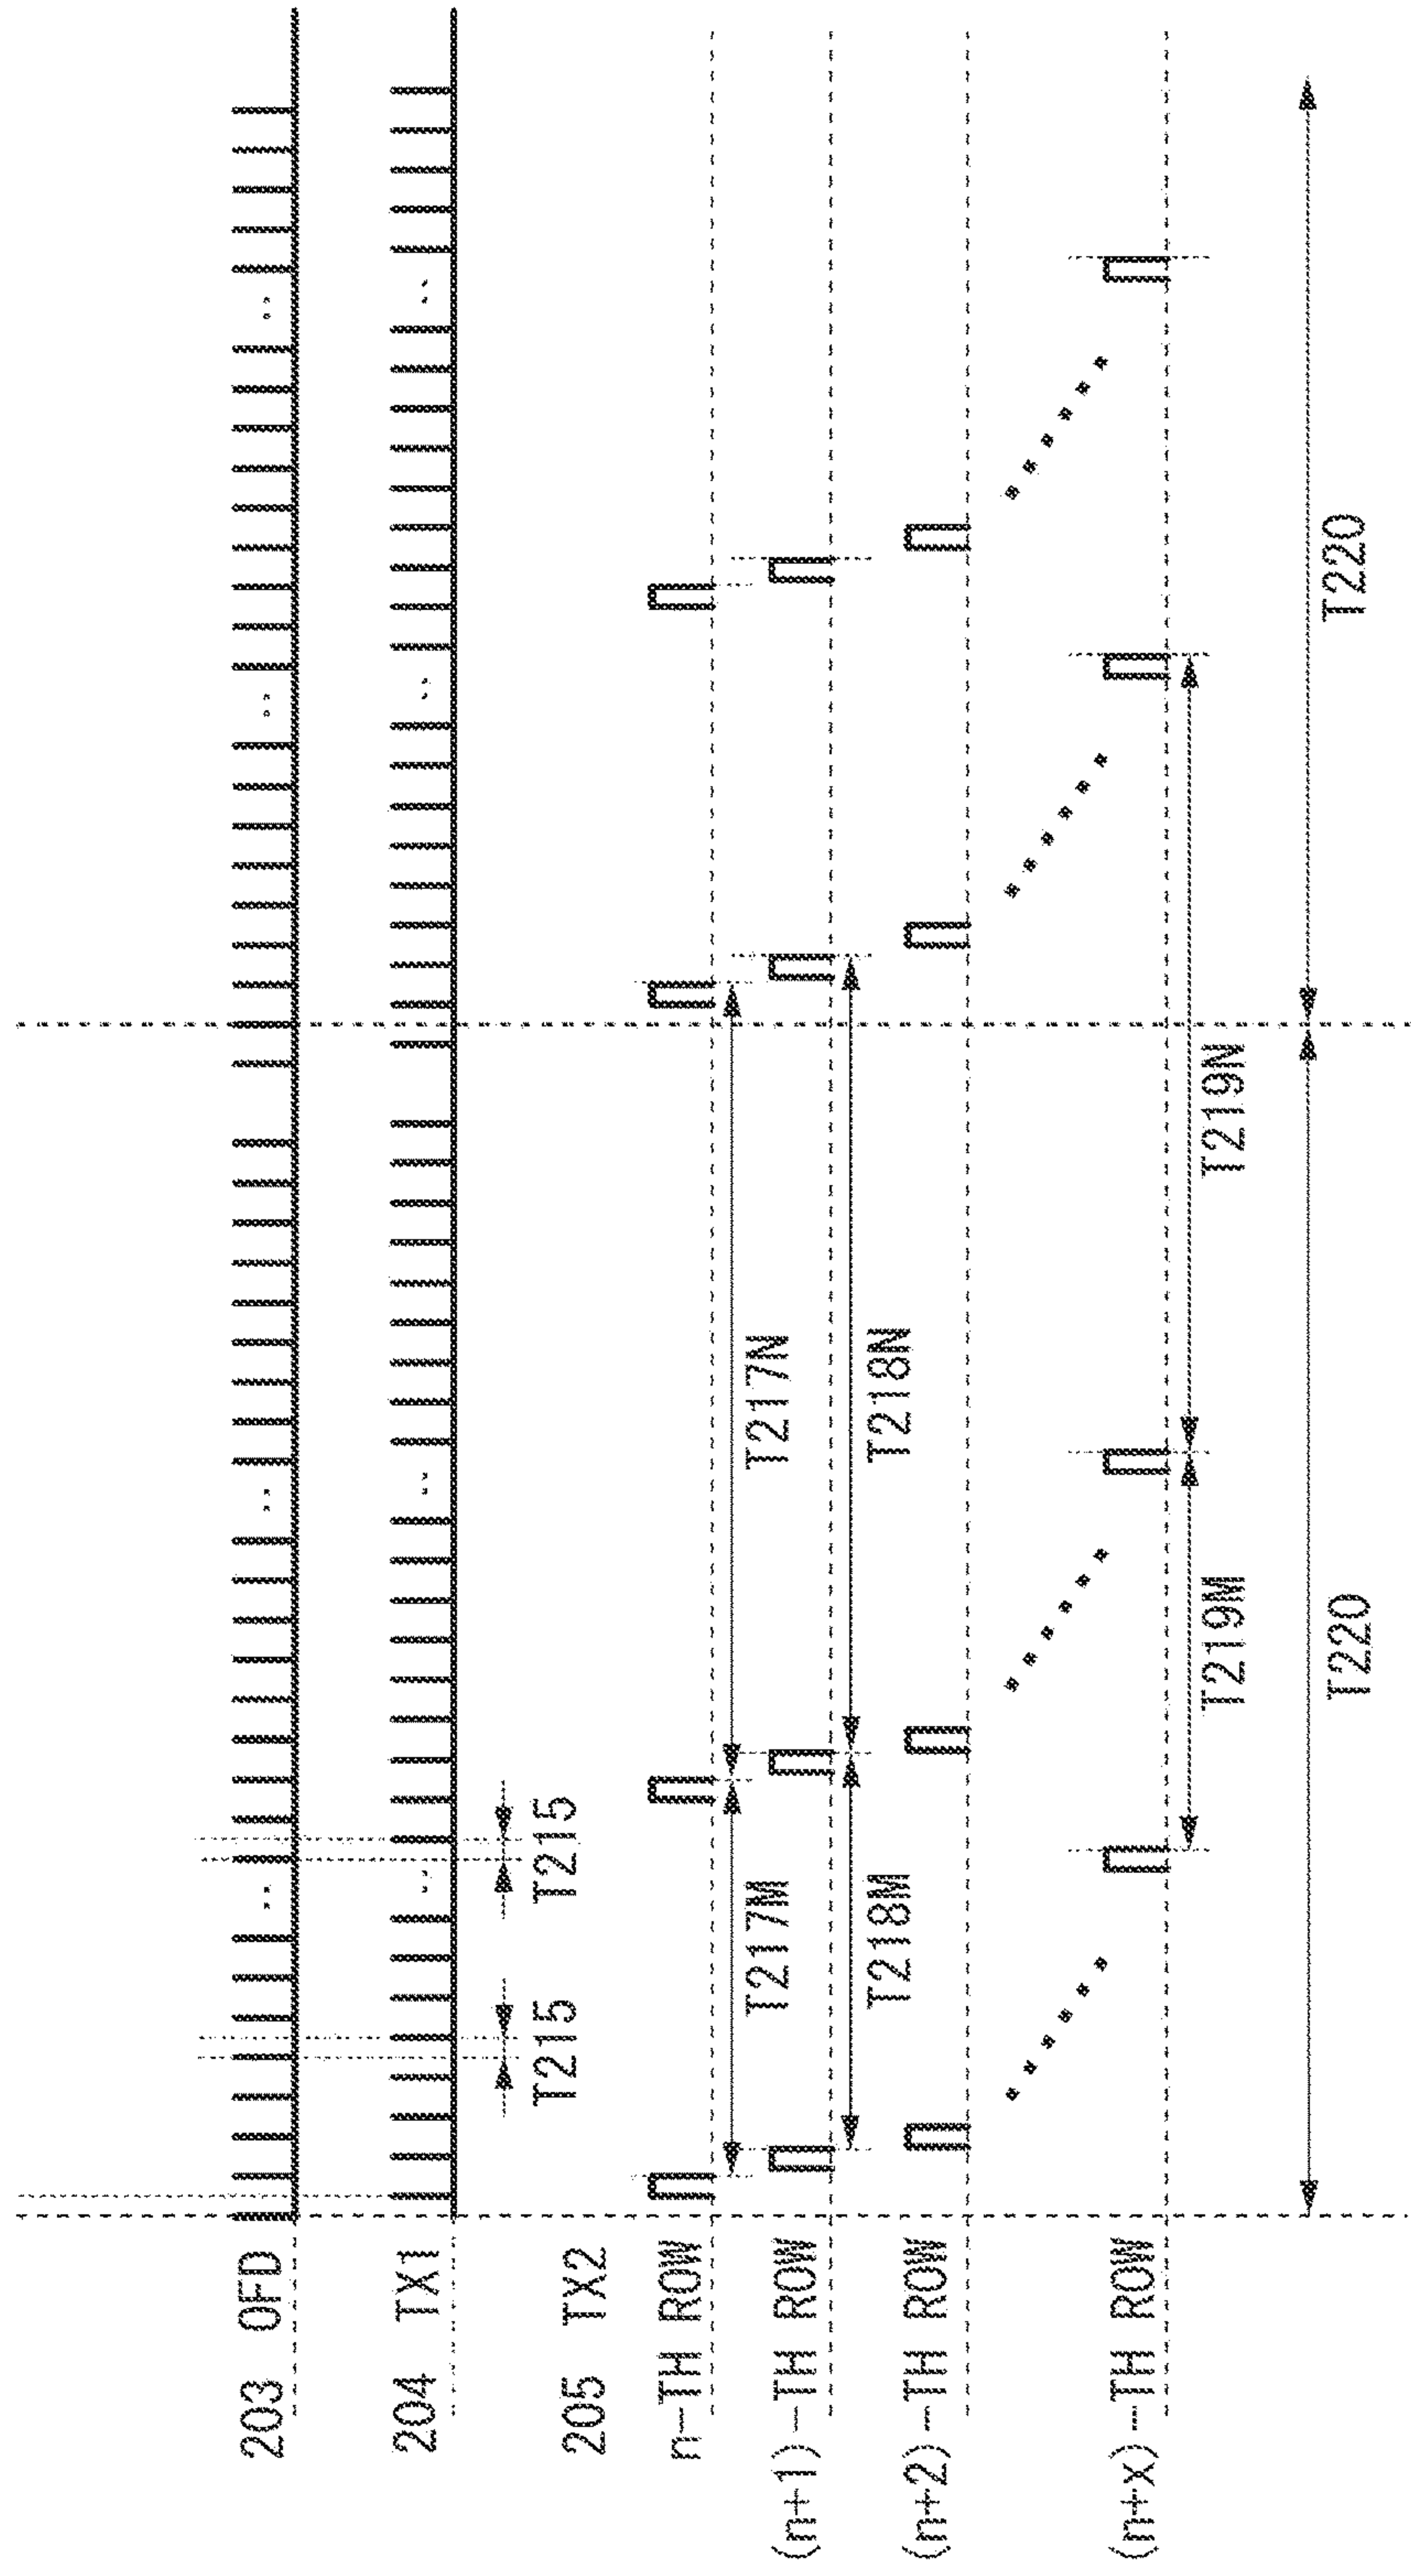 203 OFD
204 TX1
205 TX2
n-TH ROW
(n+1)-TH ROW
(n+2)-TH ROW
(n+x)-TH ROW
T215
T215
T217M
T217N
T218M
T218N
T219M
T219N
T220
T220